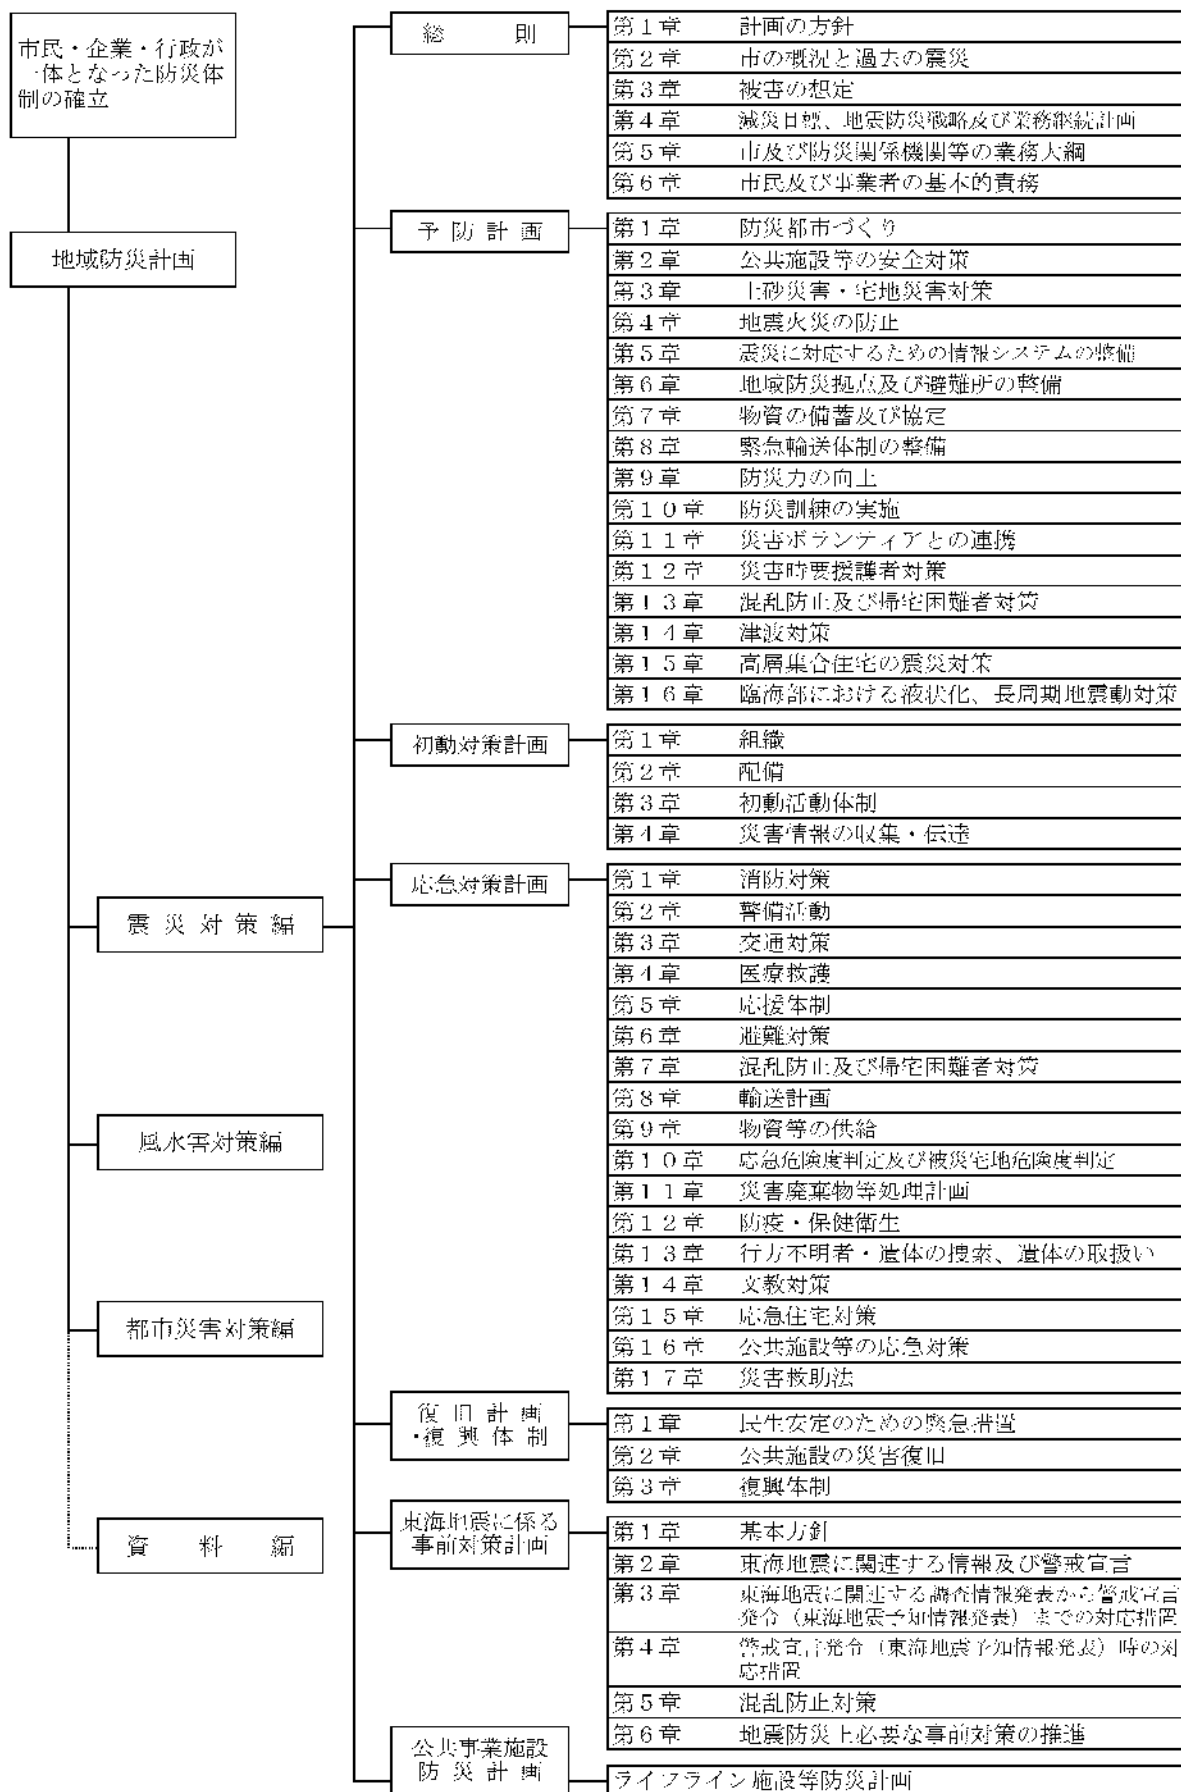 市民・企業・行政が
一体となった防災体
制の確立
地域防災計画
震災対策編
風水害対策編
都市災害対策編
資料編
総則
第1章 計画の方針
第2章 市の概況と過去の震災
第3章 被害の想定
第4章 減災目標、地震防災戦略及び業務継続計画
第5章 市及び防災関係機関等の業務大綱
第6章 市民及び事業者の基本的責務
予防計画
第1章 防災都市づくり
第2章 公共施設等の安全対策
第3章 土砂災害・宅地災害対策
第4章 地震火災の防止
第5章 震災に対応するための情報システムの整備
第6章 地域防災拠点及び避難所の整備
第7章 物資の備蓄及び協定
第8章 緊急輸送体制の整備
第9章 防災力の向上
第10章 防災訓練の実施
第11章 災害ボランティアとの連携
第12章 災害時要援護者対策
第13章 混乱防止及び帰宅困難者対策
第14章 津波対策
第15章 高層集合住宅の震災対策
第16章 臨海部における液状化、長周期地震動対策
初動対策計画
第1章 組織
第2章 配備
第3章 初動活動体制
第4章 災害情報の収集・伝達
応急対策計画
第1章 消防対策
第2章 警備活動
第3章 交通対策
第4章 医療救護
第5章 応援体制
第6章 避難対策
第7章 混乱防止及び帰宅困難者対策
第8章 輸送計画
第9章 物資等の供給
第10章 応急危険度判定及び被災宅地危険度判定
第11章 災害廃棄物等処理計画
第12章 防疫・保健衛生
第13章 行方不明者・遺体の捜索、遺体の取扱い
第14章 文教対策
第15章 応急住宅対策
第16章 公共施設等の応急対策
第17章 災害救助法
復旧計画
・復興体制
第1章 民生安定のための緊急措置
第2章 公共施設の災害復旧
第3章 復興体制
東海地震に係る
事前対策計画
第1章 基本方針
第2章 東海地震に関連する情報及び警戒宣言
第3章 東海地震に関連する調査情報発表から警戒宣言
発令（東海地震予知情報発表）までの対応措置
第4章 警戒宣言発令（東海地震予知情報発表）時の対
応措置
第5章 混乱防止対策
第6章 地震防災上必要な事前対策の推進
公共事業施設
防災計画
ライフライン施設等防災計画